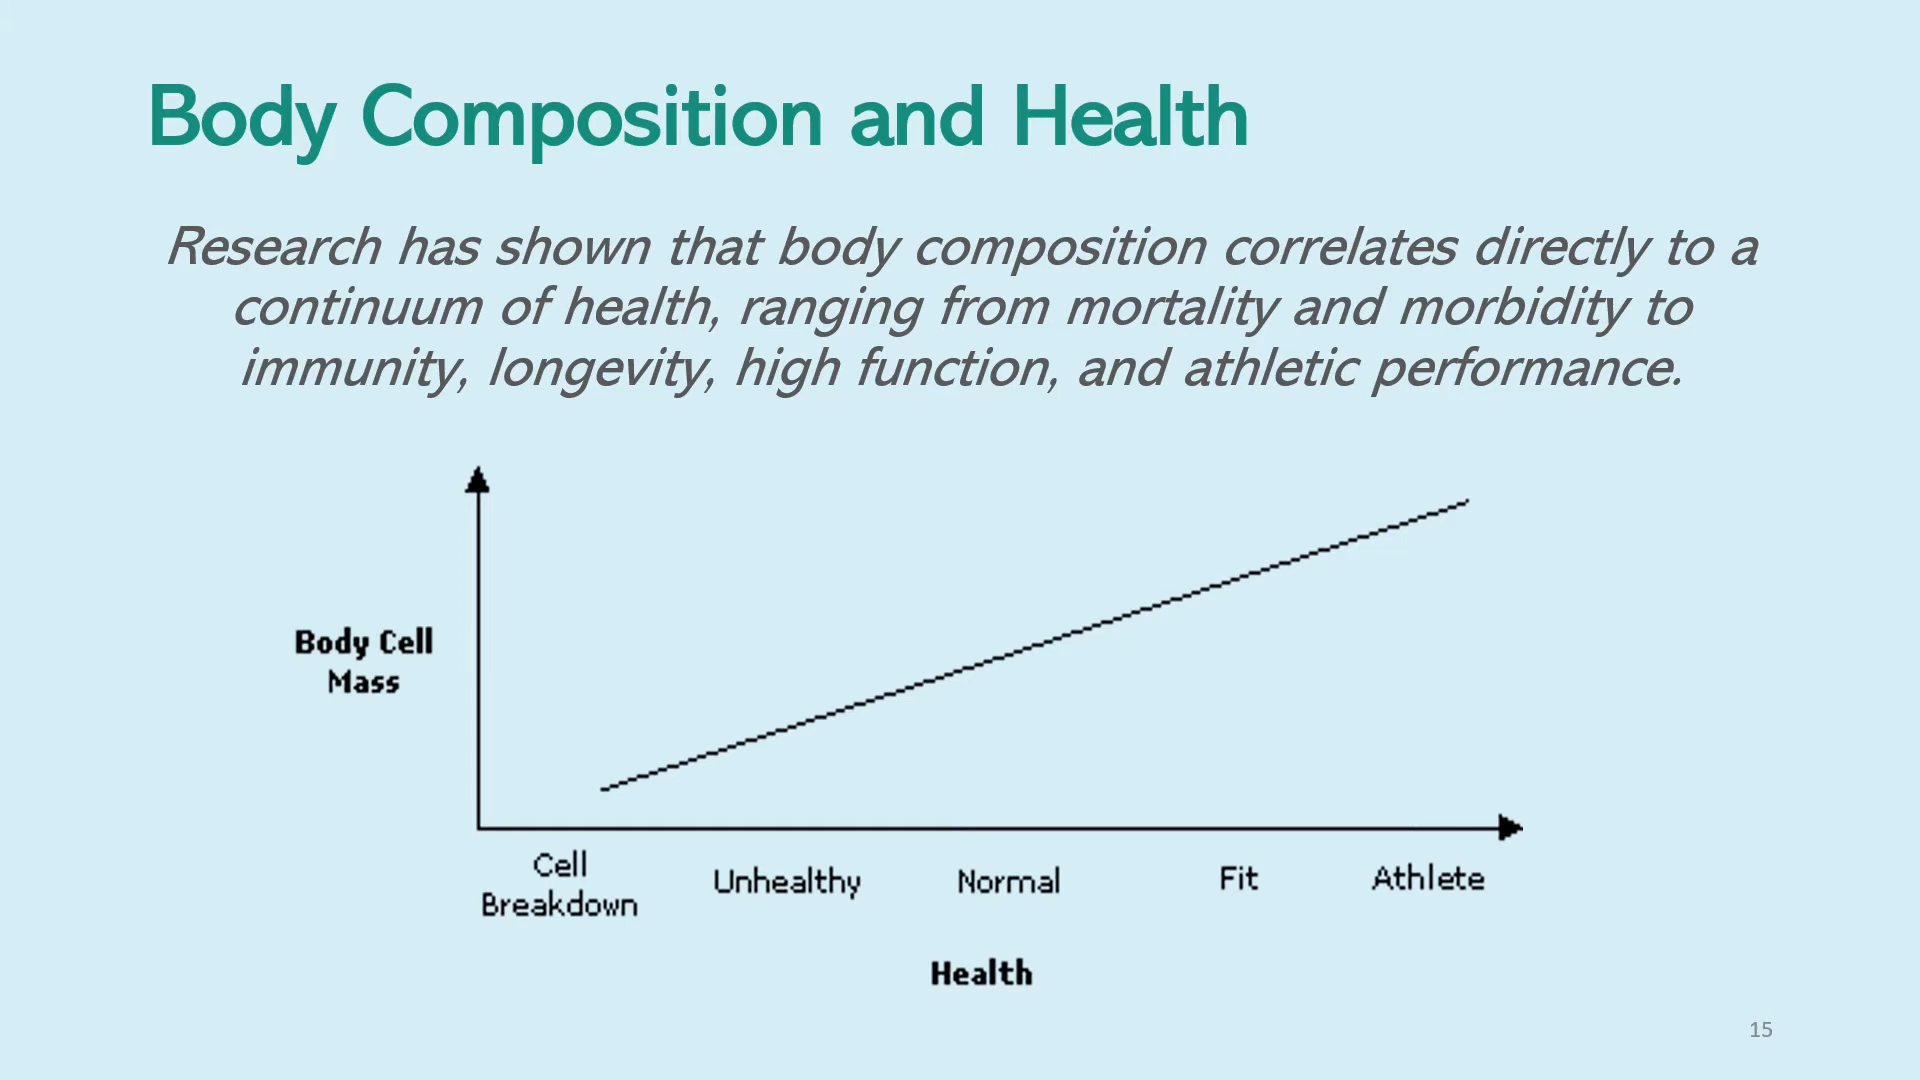 Body Composition and Health
Research has shown that body composition correlates directly to a
continuum of health, ranging from mortality and morbidity to
immunity, longevity, high function, and athletic performance.
Body Cell
Mass
Cell
Breakdown
Unhealthy
Normal
Fit
Athlete
Health
15